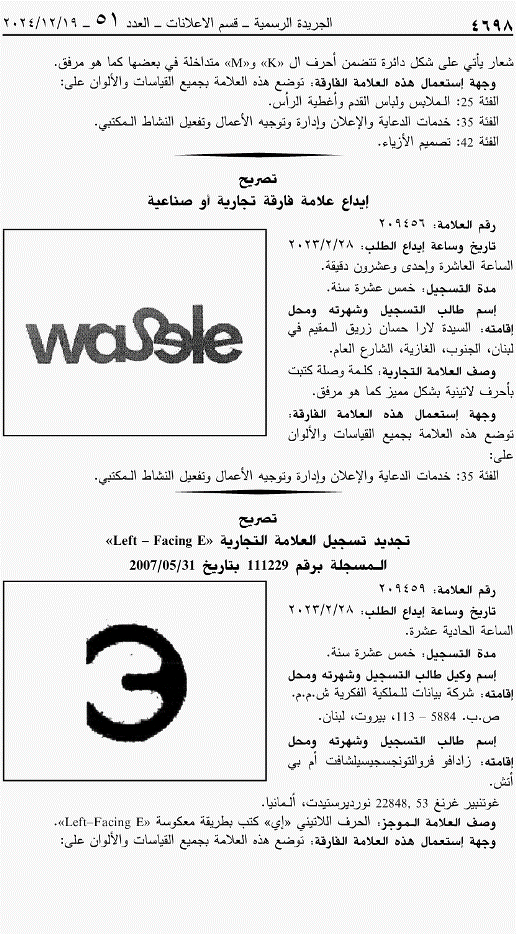 ٤٦٩٨
الجريدة الرسمية – قسم الاعلانات – العدد ٥١ – ٢٠٢٤/١٢/١٩
شعار يأتي على شكل دائرة تتضمن أحرف ال «K» و«M» متداخلة في بعضها كما هو مرفق.
وجهة إستعمال هذه العلامة الفارقة: توضع هذه العلامة بجميع القياسات والألوان على:
الفئة 25: الملابس ولباس القدم وأغطية الرأس.
الفئة 35: خدمات الدعاية والإعلان وإدارة وتوجيه الأعمال وتفعيل النشاط المكتبي.
الفئة 42: تصميم الأزياء.
تصريح
إيداع علامة فارقة تجارية أو صناعية
رقم العلامة: ٢٠٩٤٥٦
تاريخ وساعة إيداع الطلب: ٢٠٢٣/٢/٢٨
الساعة العاشرة وإحدى وعشرون دقيقة.
مدة التسجيل: خمس عشرة سنة.
إسم طالب التسجيل وشهرته ومحل
إقامته: السيدة لارا حسان زريق المقيم في
لبنان، الجنوب، الغازية، الشارع العام.
وصف العلامة التجارية: كلمة وصلة كتبت
بأحرف لاتينية بشكل مميز كما هو مرفق.
وجهة إستعمال هذه العلامة الفارقة:
توضع هذه العلامة بجميع القياسات والألوان
على:
wassele
الفئة 35: خدمات الدعاية والإعلان وإدارة وتوجيه الأعمال وتفعيل النشاط المكتبي.
تصريح
تجديد تسجيل العلامة التجارية «Left – Facing E»
المسجلة برقم 111229 بتاريخ 2007/05/31
رقم العلامة: ٢٠٩٤٥٩
تاريخ وساعة إيداع الطلب: ٢٠٢٣/٢/٢٨
الساعة الحادية عشرة.
مدة التسجيل: خمس عشرة سنة.
إسم وكيل طالب التسجيل وشهرته ومحل
إقامته: شركة بيانات للملكية الفكرية ش.م.م.
ص.ب. 5884 – 113، بيروت، لبنان.
إسم طالب التسجيل وشهرته ومحل
إقامته: زادافو فروالتونجسجيسيلشافت أم بي
أتش.
غوتنبير غرنغ 53 ,22848 نورديرستيدت، ألمانيا.
وصف العلامة الموجز: الحرف اللاتيني «إي» كتب بطريقة معكوسة «Left–Facing E».
وجهة إستعمال هذه العلامة الفارقة: توضع هذه العلامة بجميع القياسات والألوان على: